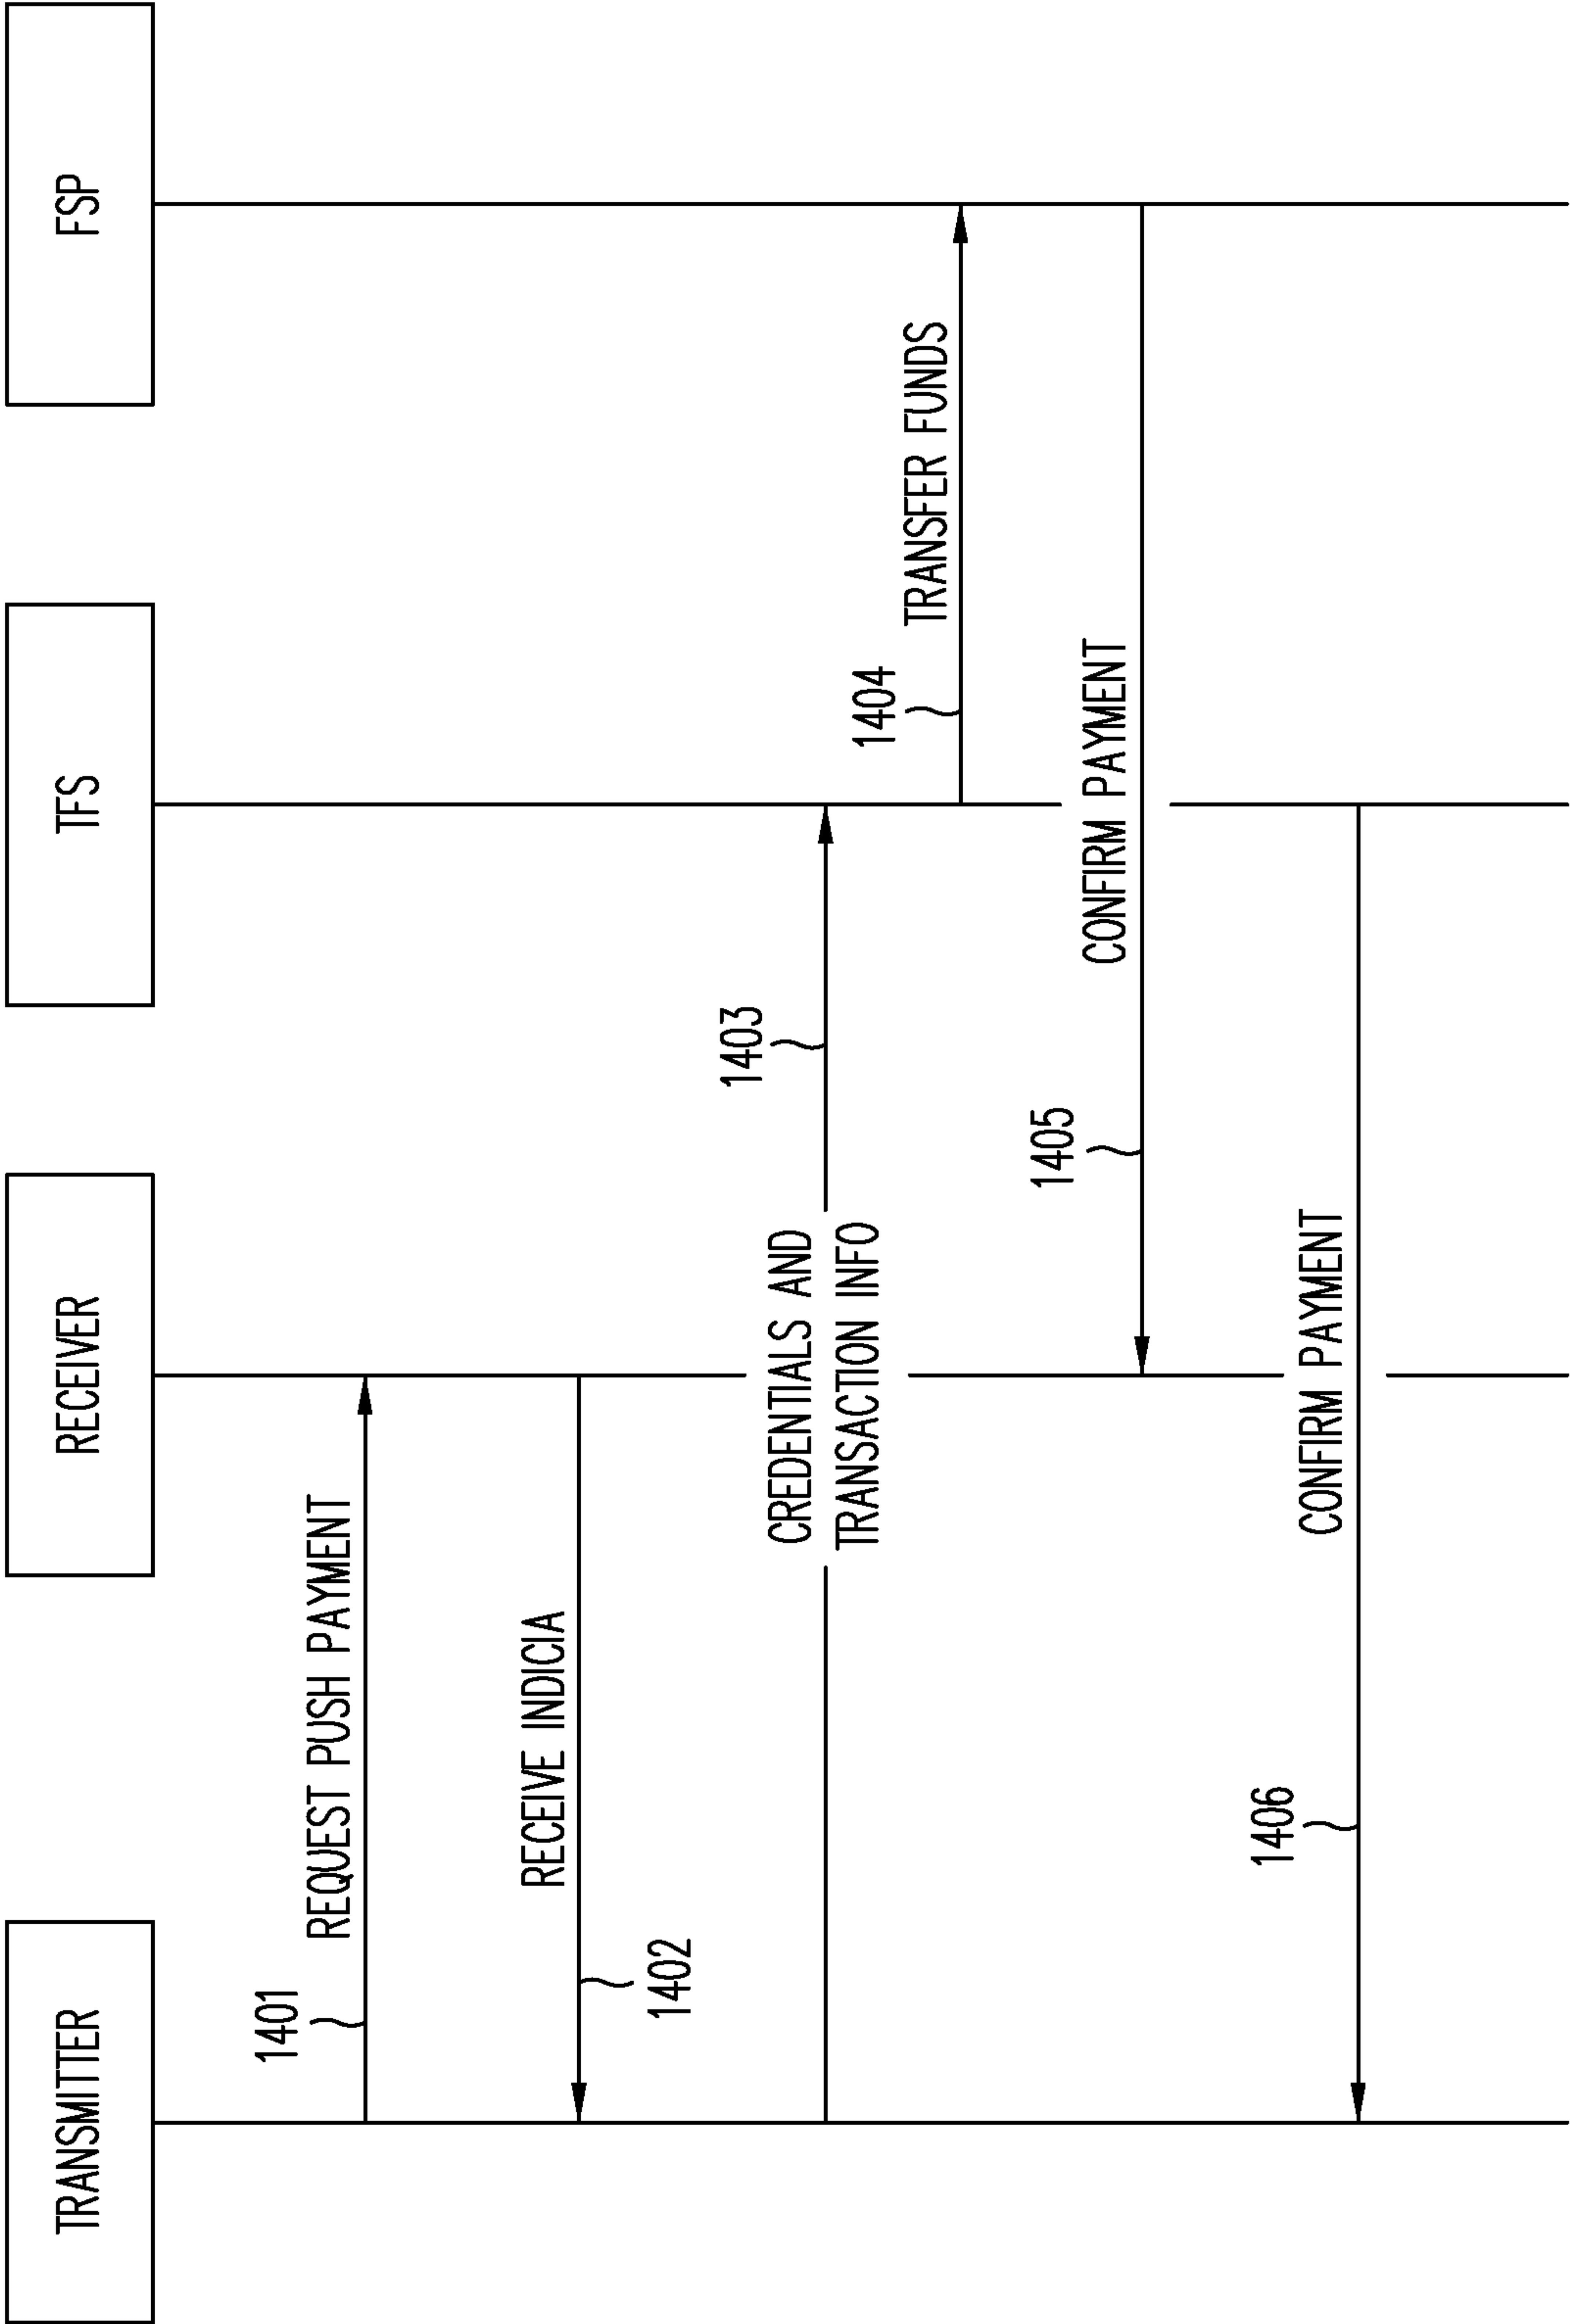 TRANSMITTER
RECEIVER
TFS
FSP
1401
REQUEST PUSH PAYMENT
RECEIVE INDICIA
1402
1403
CREDENTIALS AND
TRANSACTION INFO
1404
TRANSFER FUNDS
1405
CONFIRM PAYMENT
1406
CONFIRM PAYMENT